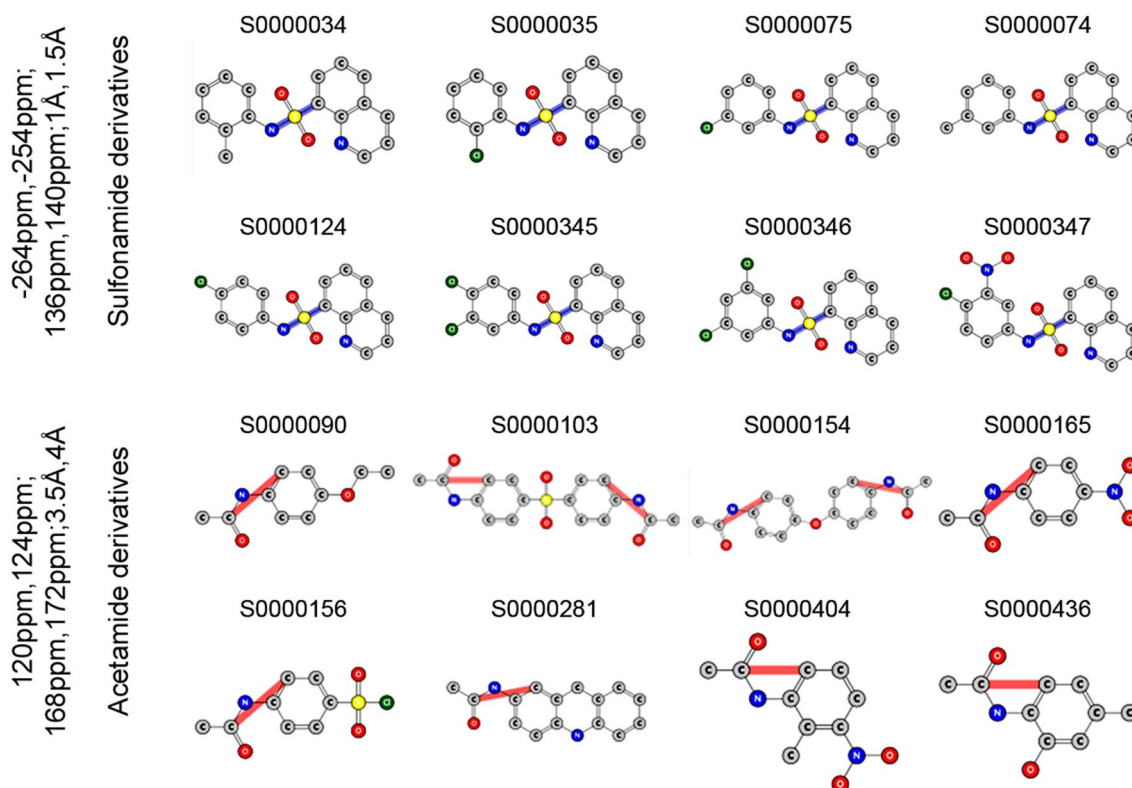 -264ppm,-254ppm;
136ppm,140ppm;1Å,1.5Å
Sulfonamide derivatives
S0000034 S0000035 S0000075 S0000074
S0000124 S0000345 S0000346 S0000347
120ppm,124ppm;
168ppm,172ppm;3.5Å,4Å
Acetamide derivatives
S0000090 S0000103 S0000154 S0000165
S0000156 S0000281 S0000404 S0000436